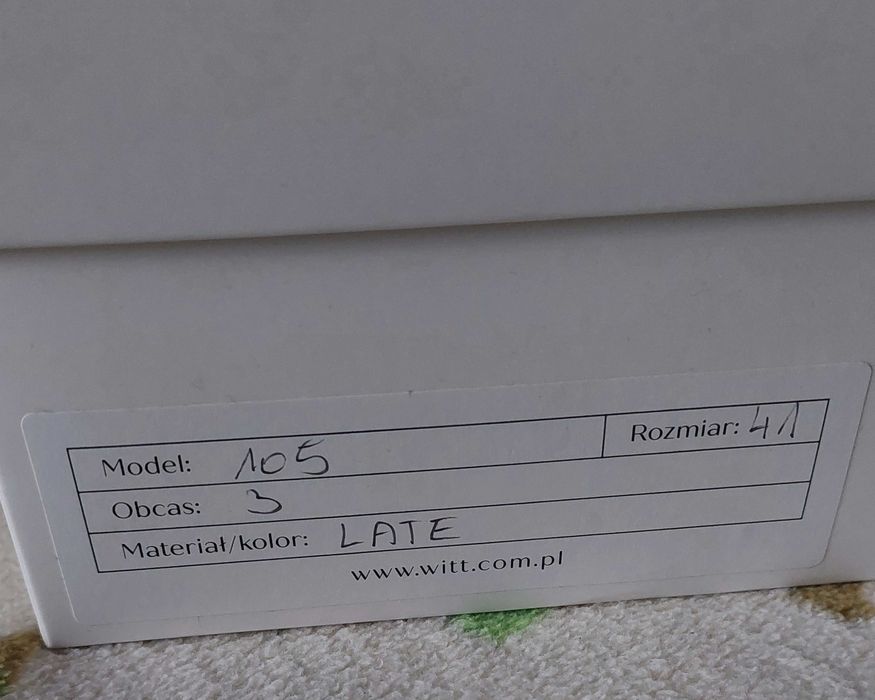 Model: 105 Rozmiar: 41
Obcas: 3
Materiał/kolor: LATE
www.witt.com.pl